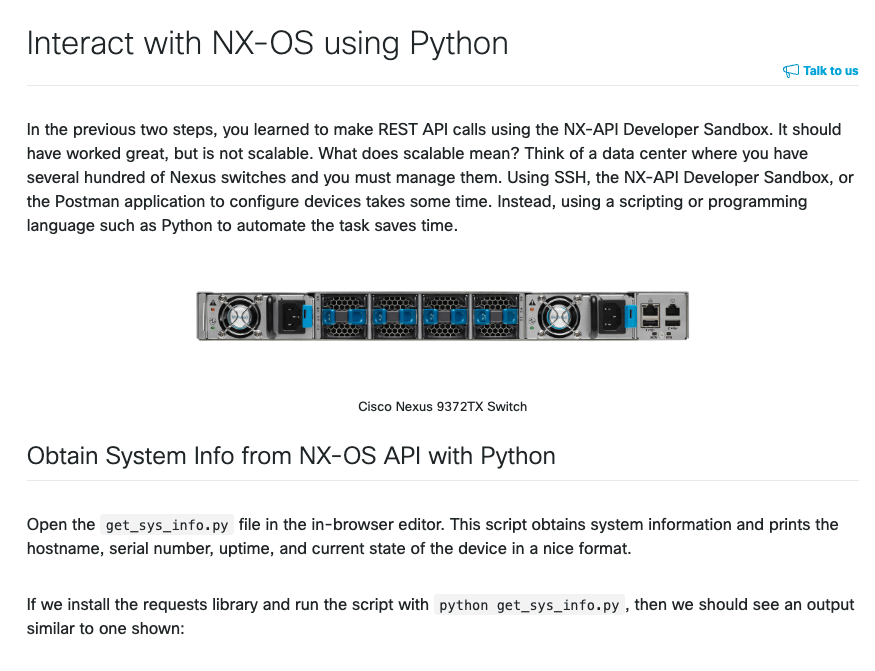 Interact with NX-OS using Python
Talk to us
In the previous two steps, you learned to make REST API calls using the NX-API Developer Sandbox. It should
have worked great, but is not scalable. What does scalable mean? Think of a data center where you have
several hundred of Nexus switches and you must manage them. Using SSH, the NX-API Developer Sandbox, or
the Postman application to configure devices takes some time. Instead, using a scripting or programming
language such as Python to automate the task saves time.
Cisco Nexus 9372TX Switch
Obtain System Info from NX-OS API with Python
Open the get_sys_info.py file in the in-browser editor. This script obtains system information and prints the
hostname, serial number, uptime, and current state of the device in a nice format.
If we install the requests library and run the script with python get_sys_info.py , then we should see an output
similar to one shown: